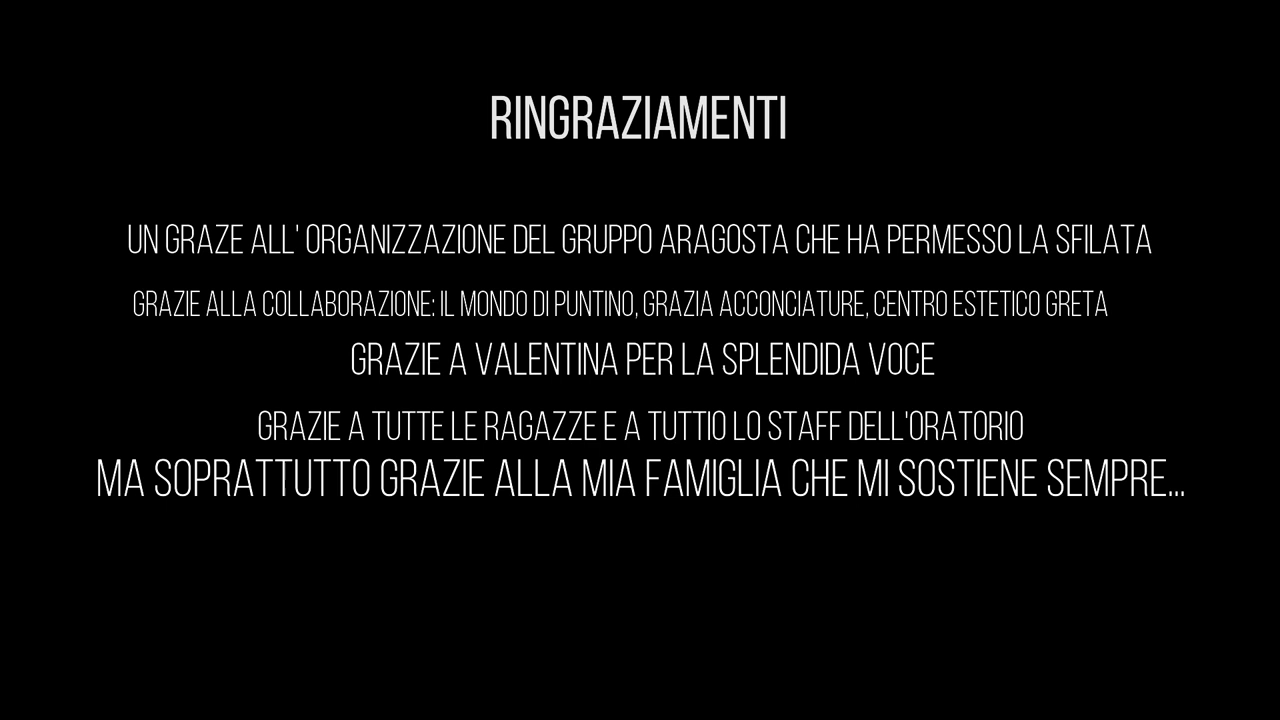 RINGRAZIAMENTI
UN GRAZE ALL' ORGANIZZAZIONE DEL GRUPPO ARAGOSTA CHE HA PERMESSO LA SFILATA
GRAZIE ALLA COLLABORAZIONE: IL MONDO DI PUNTINO, GRAZIA ACCONCIATURE, CENTRO ESTETICO GRETA
GRAZIE A VALENTINA PER LA SPLENDIDA VOCE
GRAZIE A TUTTE LE RAGAZZE E A TUTTIO LO STAFF DELL'ORATORIO
MA SOPRATTUTTO GRAZIE ALLA MIA FAMIGLIA CHE MI SOSTIENE SEMPRE...